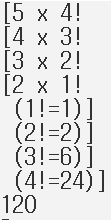 [5 x 4!
[4 x 3!
[3 x 2!
[2 x 1!
(1!=1)]
(2!=2)]
(3!=6)]
(4!=24)]
120